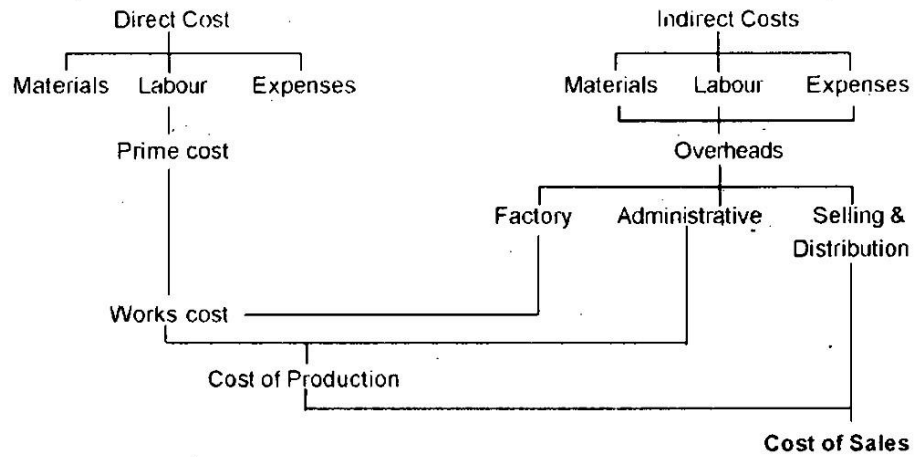 Direct Cost Indirect Costs
Materials Labour Expenses Materials Labour Expenses
Prime cost Overheads
Factory Administrative Selling &
Distribution
Works cost
Cost of Production
Cost of Sales